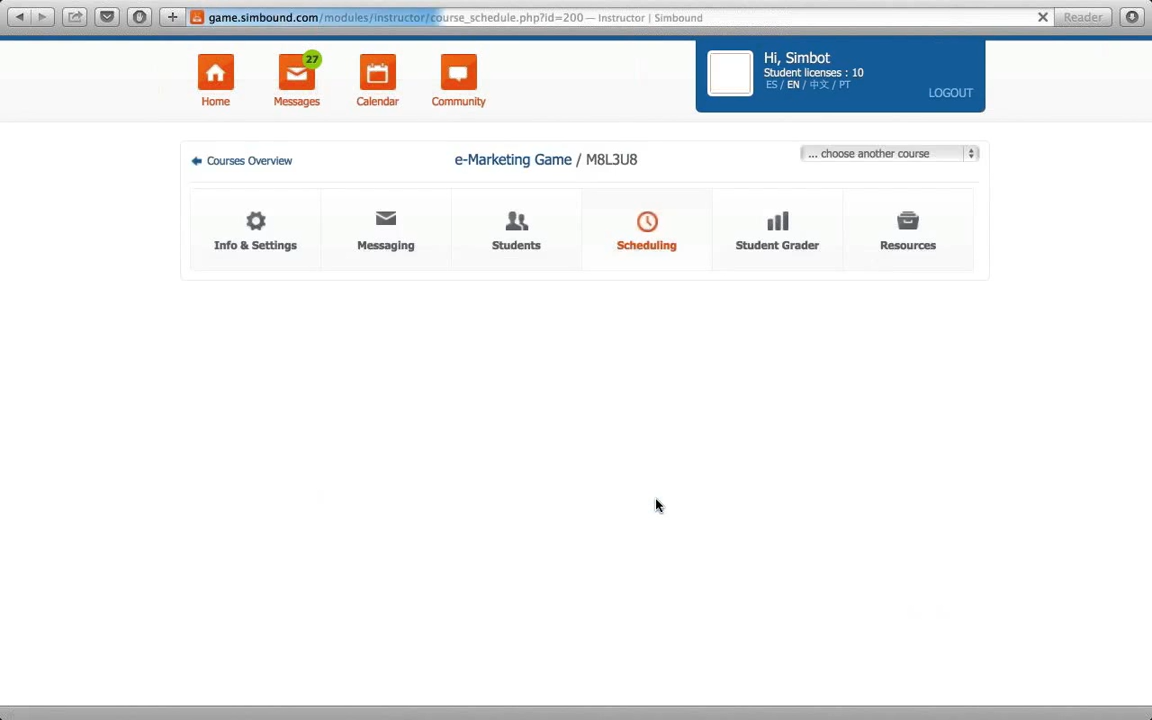 game.simbound.com/modules/instructor/course_schedule.php?id=200 — Instructor | Simbound
Reader
27
Home
Messages
Calendar
Community
Hi, Simbot
Student licenses : 10
ES / EN / 中文 / PT
LOGOUT
Courses Overview
e-Marketing Game / M8L3U8
... choose another course
Info & Settings
Messaging
Students
Scheduling
Student Grader
Resources